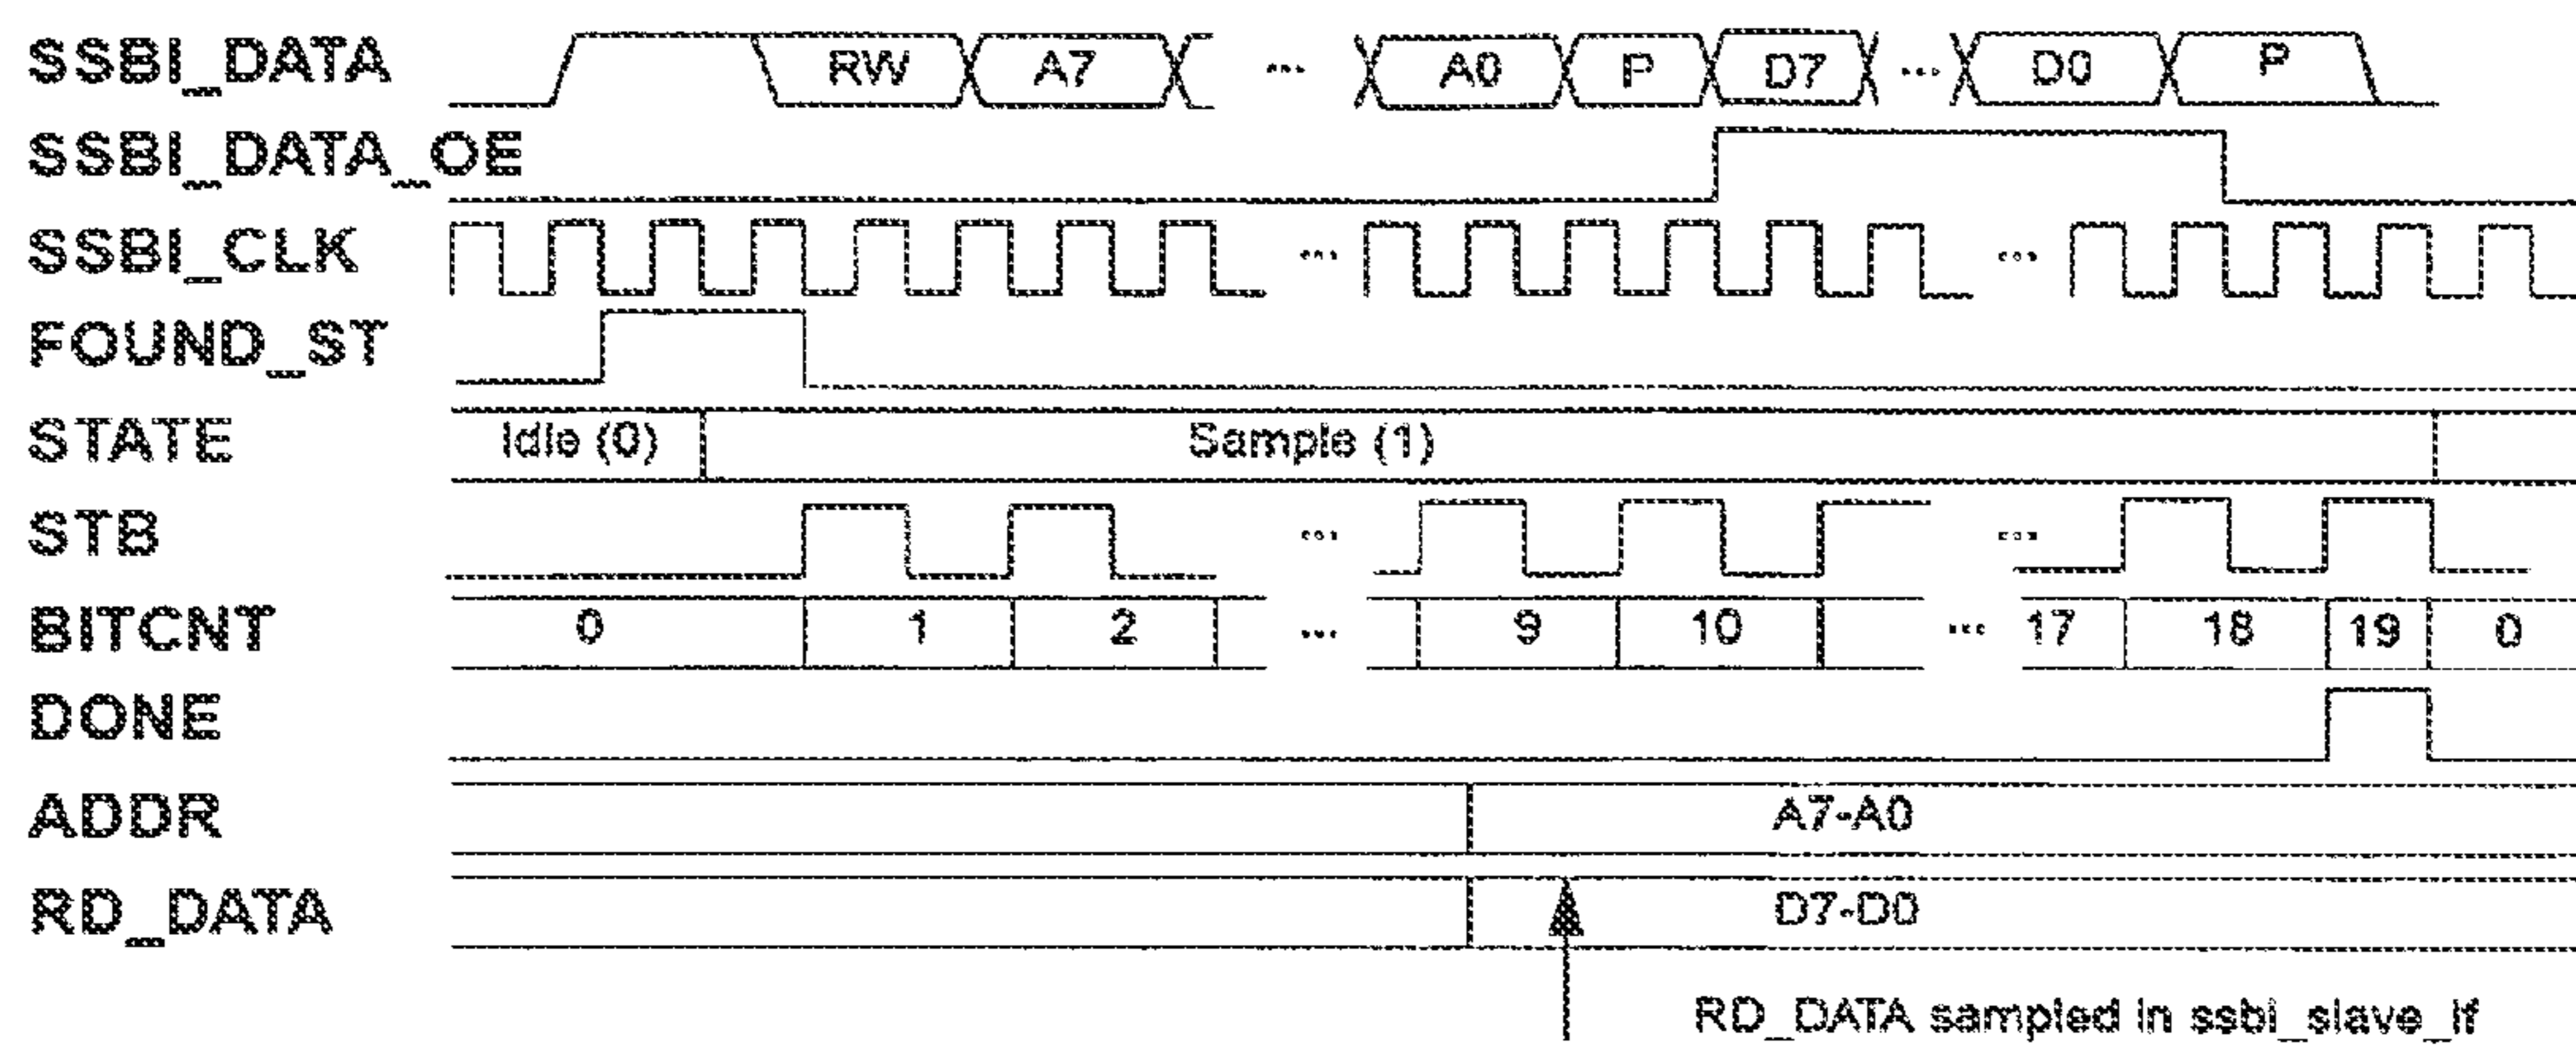 SSBI_DATA RW A7 ... A0 P D7 ... D0 P
SSBI_DATA_OE
SSBI_CLK ... ...
FOUND_ST
STATE Idle (0) Sample (1)
STB ... ...
BITCNT 0 1 2 ... 9 10 ... 17 18 19 0
DONE
ADDR A7-A0
RD_DATA D7-D0
RD_DATA sampled in ssbi_slave_if